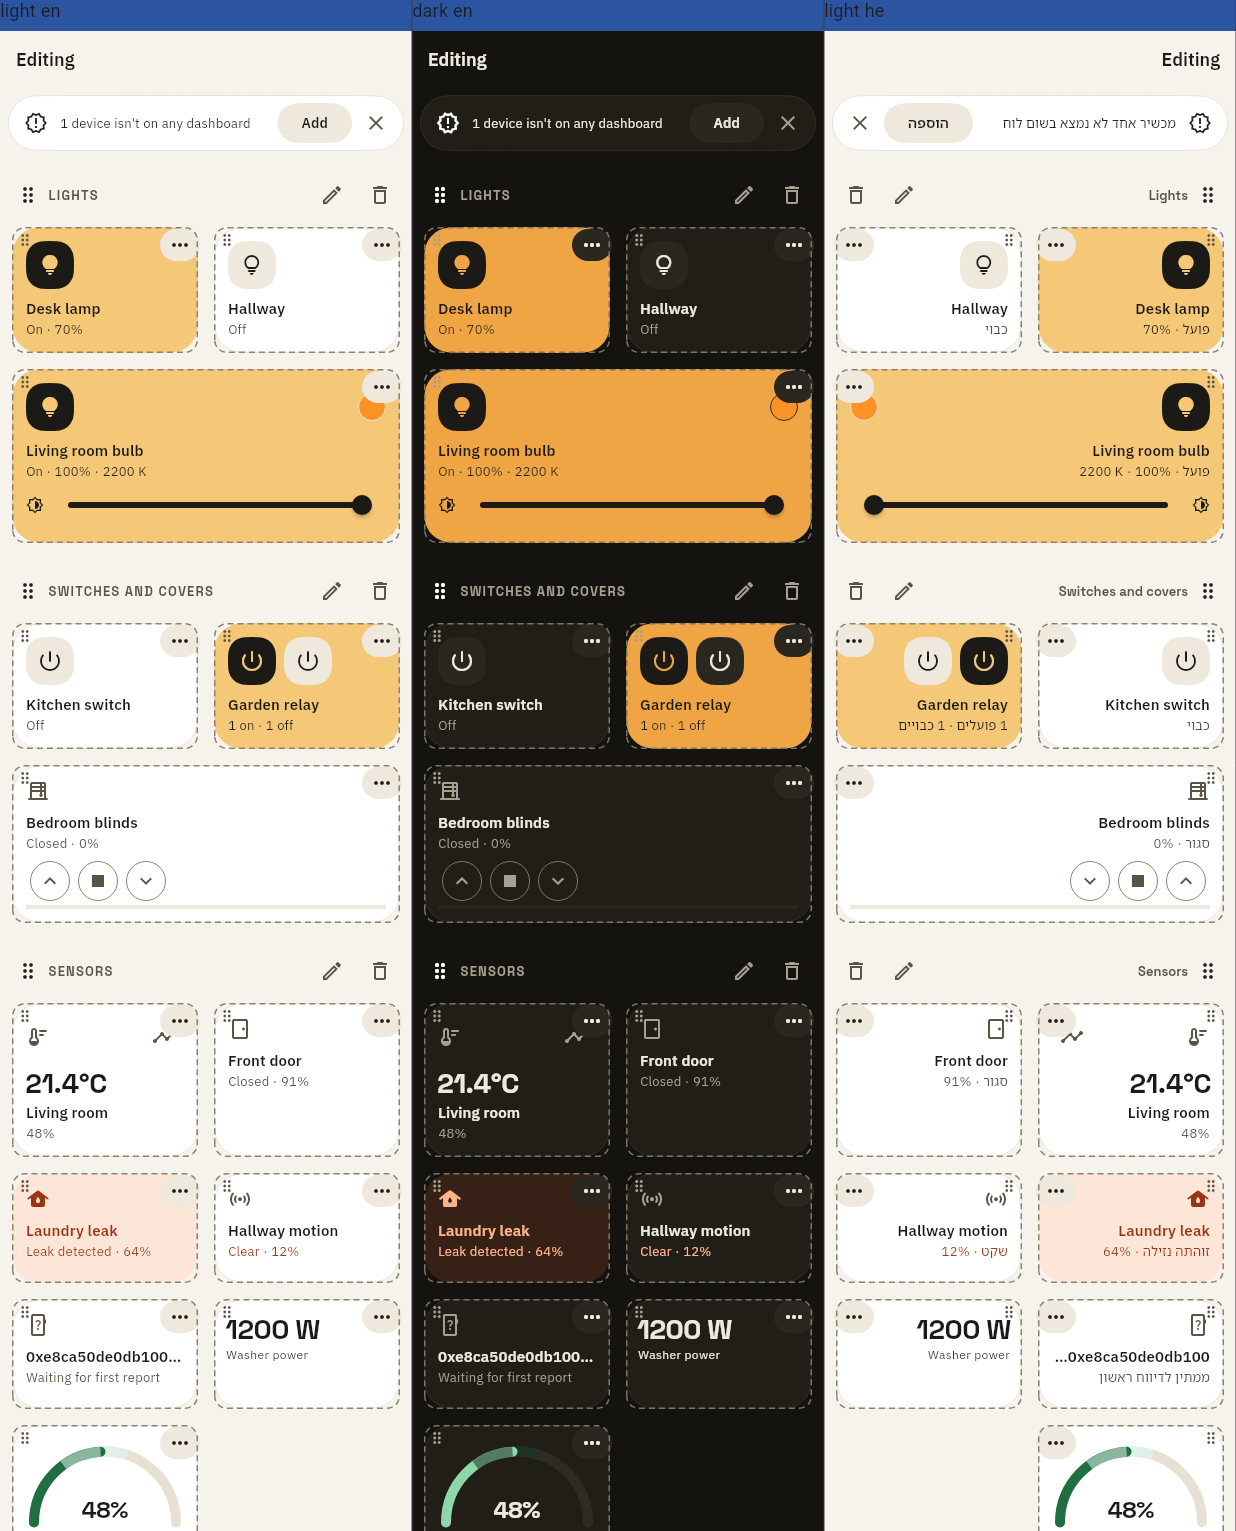 light en
Editing
1 device isn't on any dashboard
Add
LIGHTS
Desk lamp
On · 70%
Hallway
Off
Living room bulb
On · 100% · 2200 K
SWITCHES AND COVERS
Kitchen switch
Off
Garden relay
1 on · 1 off
Bedroom blinds
Closed · 0%
SENSORS
21.4°C
Living room
48%
Front door
Closed · 91%
Laundry leak
Leak detected · 64%
Hallway motion
Clear · 12%
0xe8ca50de0db100...
Waiting for first report
1200 W
Washer power
48%
dark en
Editing
1 device isn't on any dashboard
Add
LIGHTS
Desk lamp
On · 70%
Hallway
Off
Living room bulb
On · 100% · 2200 K
SWITCHES AND COVERS
Kitchen switch
Off
Garden relay
1 on · 1 off
Bedroom blinds
Closed · 0%
SENSORS
21.4°C
Living room
48%
Front door
Closed · 91%
Laundry leak
Leak detected · 64%
Hallway motion
Clear · 12%
0xe8ca50de0db100...
Waiting for first report
1200 W
Washer power
48%
light he
Editing
מכשיר אחד לא נמצא בשום לוח
הוספה
Lights
Desk lamp
פועל · 70%
Hallway
כבוי
Living room bulb
פועל · 100% · 2200 K
Switches and covers
Kitchen switch
כבוי
Garden relay
1 פועלים · 1 כבויים
Bedroom blinds
סגור · 0%
Sensors
21.4°C
Living room
48%
Front door
סגור · 91%
Laundry leak
זוהתה נזילה · 64%
Hallway motion
שקט · 12%
0xe8ca50de0db100...
ממתין לדיווח ראשון
1200 W
Washer power
48%